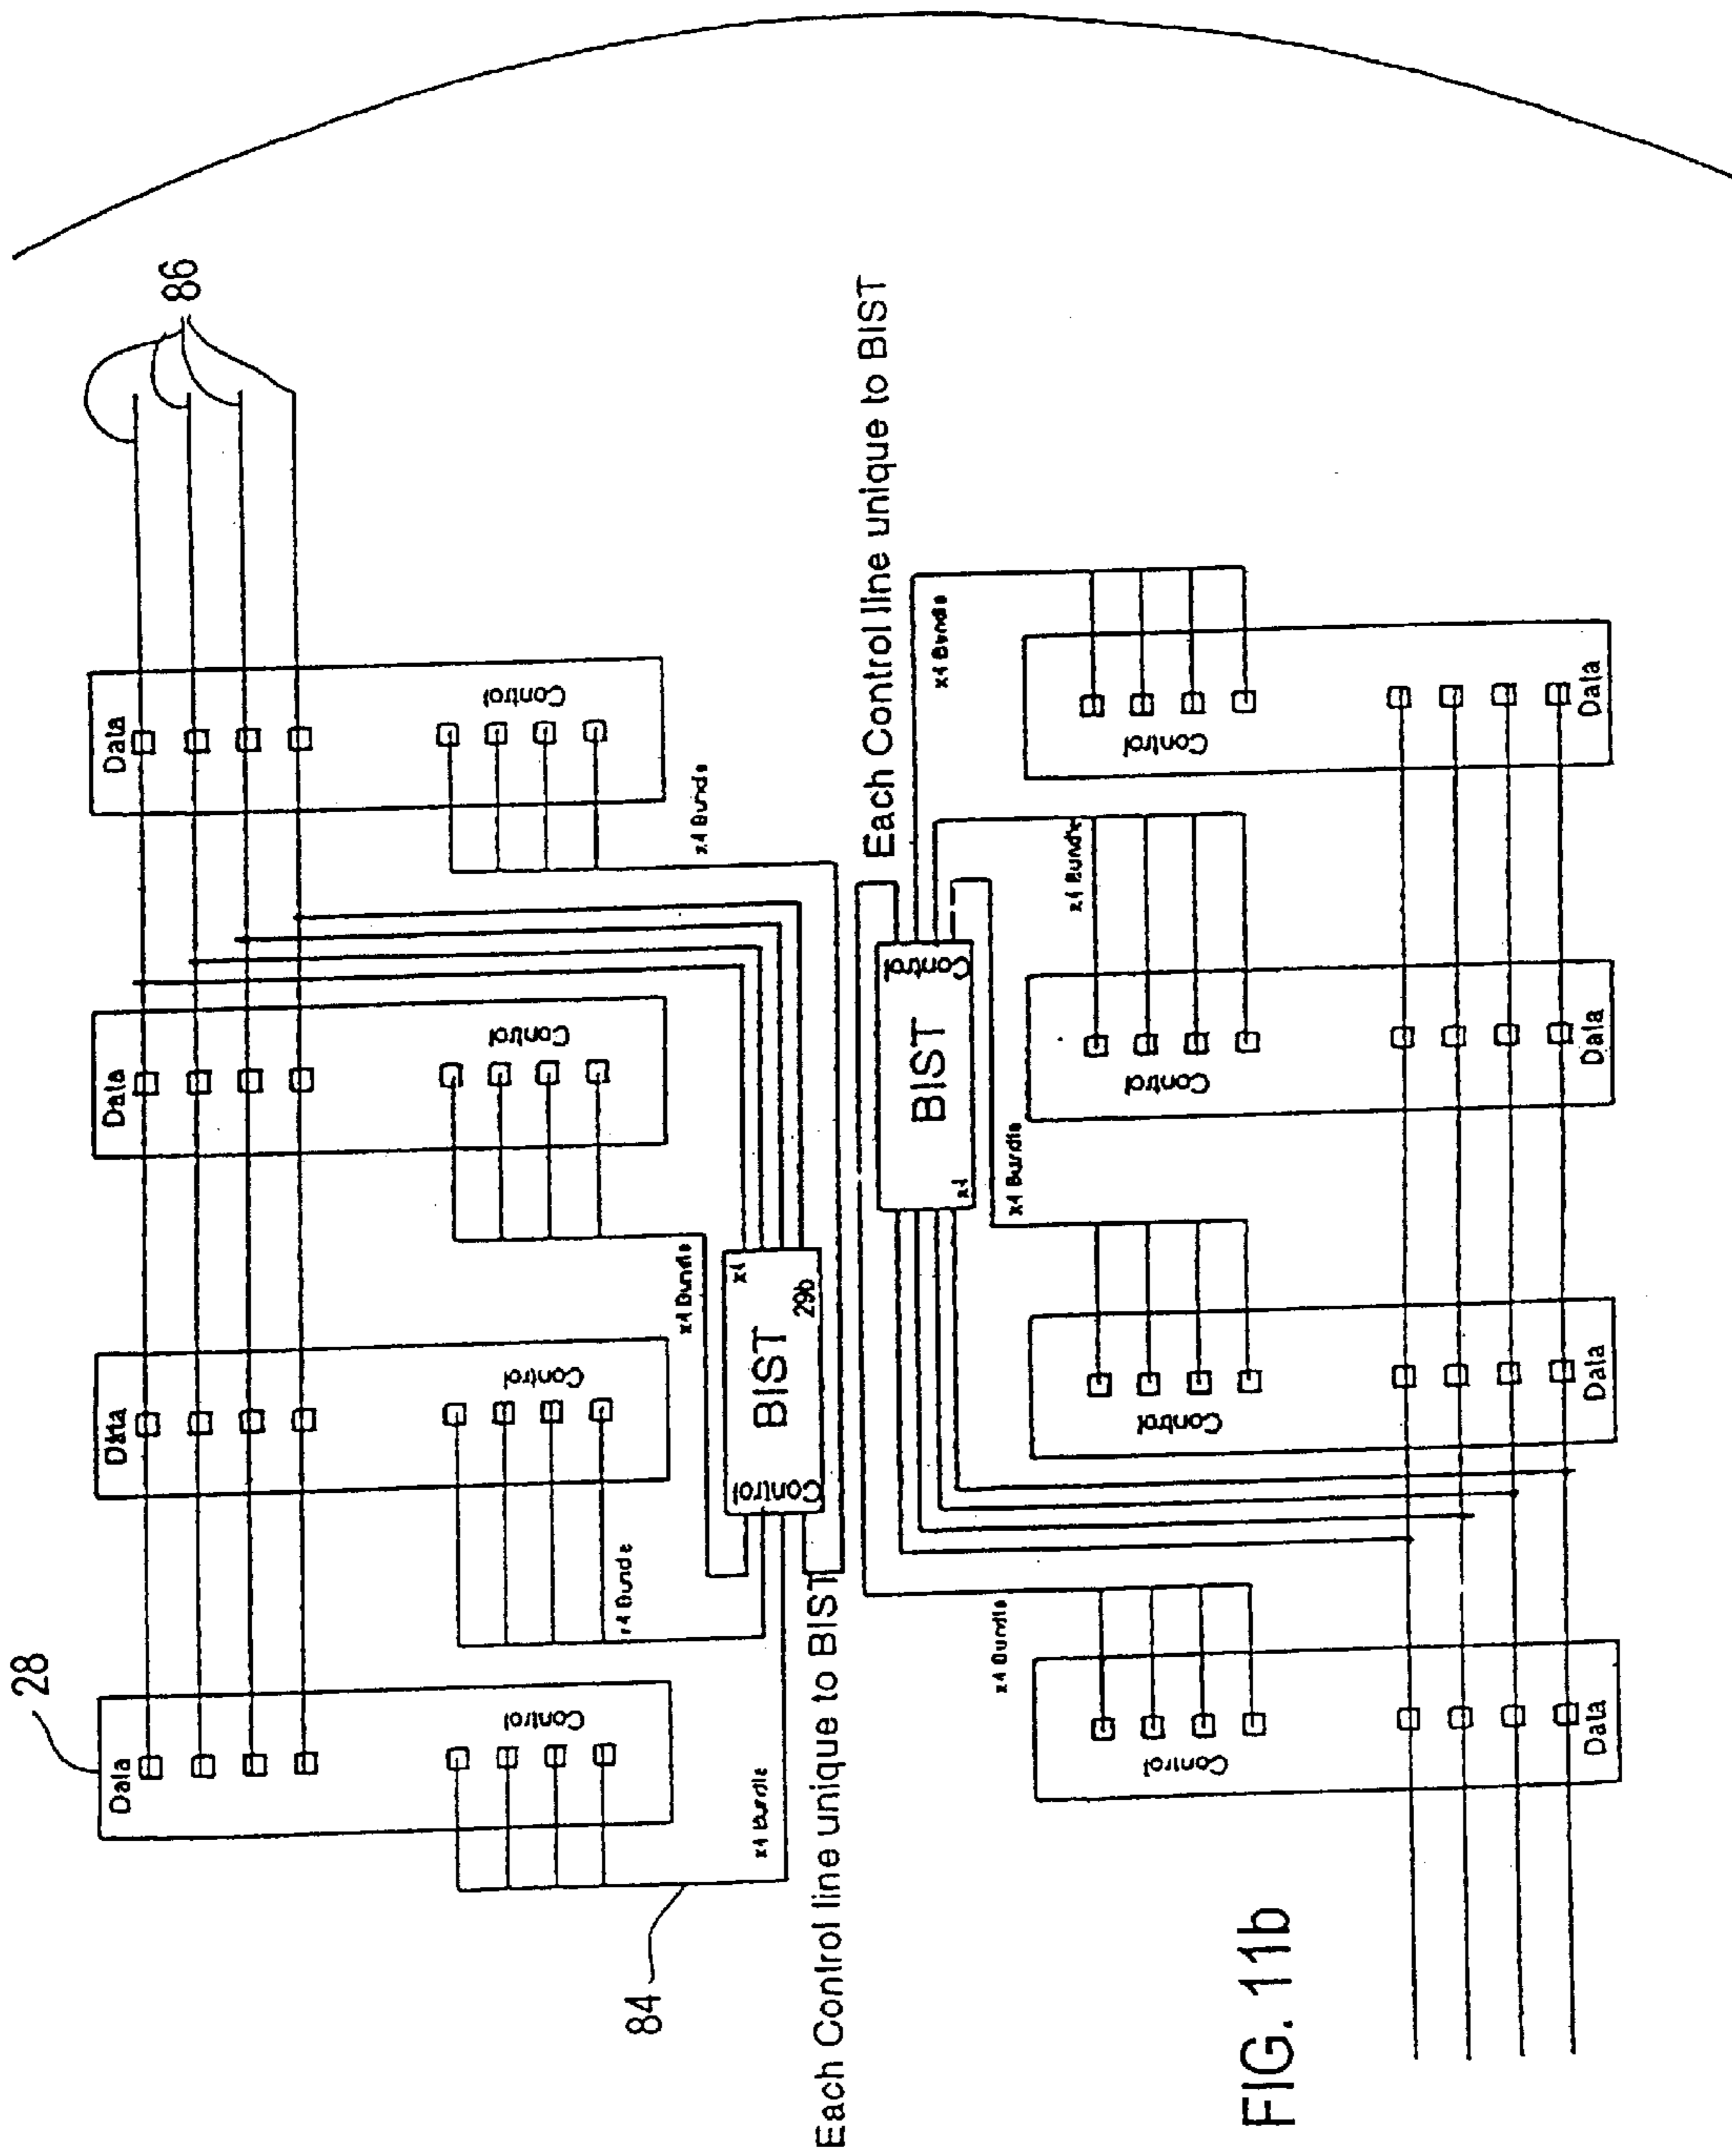 28
86
Data
Data
Data
Data
Control
Control
Control
Control
x4 Bundle
x4 Bundle
x4 Bundle
x4 Bundle
84
BIST
Control
x4
29b
Each Control line unique to BIST
Each Control line unique to BIST
BIST
Control
x4
x4 Bundle
x4 Bundle
x4 Bundle
x4 Bundle
Control
Control
Control
Control
Data
Data
Data
Data
FIG. 11b